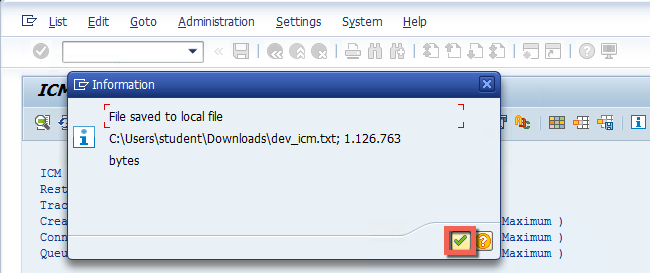 List Edit Goto Administration Settings System Help
ICM
Information
File saved to local file
C:\Users\student\Downloads\dev_icm.txt; 1.126.763
bytes
ICM
Rest
Trac
Crea Maximum )
Conn Maximum )
Queu Maximum )